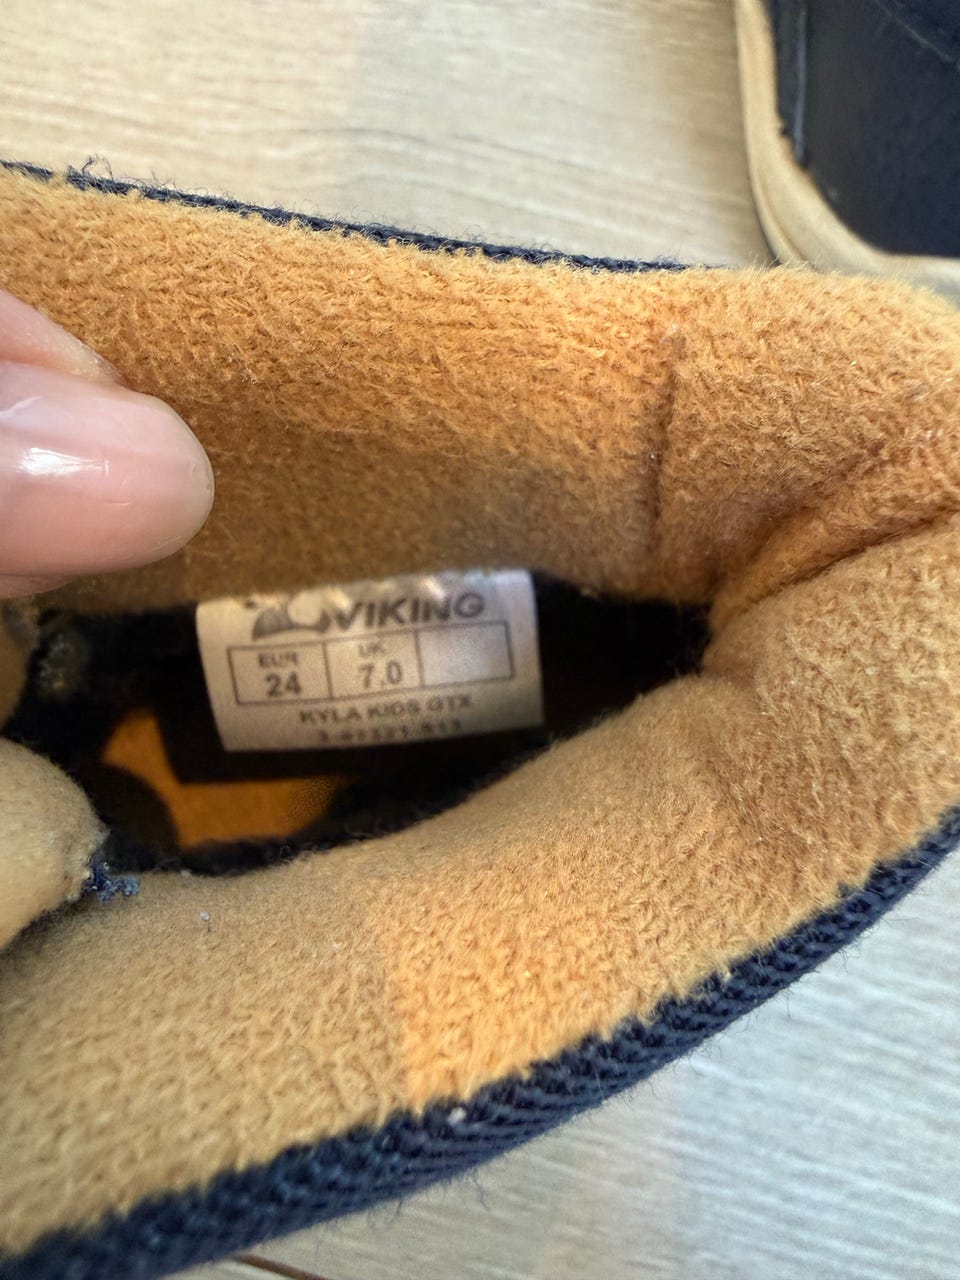 VIKING
EUR UK
24 7.0
KYLA KIDS GTX